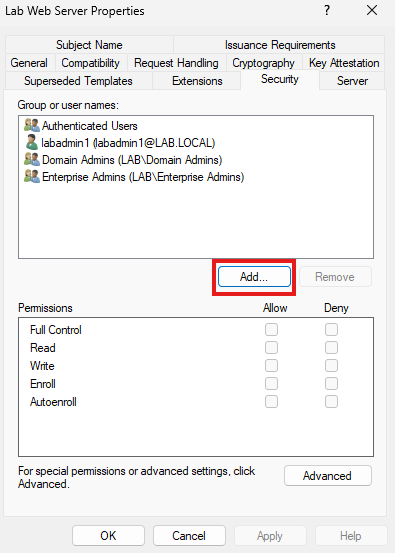 Lab Web Server Properties
?
Subject Name Issuance Requirements
General Compatibility Request Handling Cryptography Key Attestation
Superseded Templates Extensions Security Server
Group or user names:
Authenticated Users
labadmin1 (labadmin1@LAB.LOCAL)
Domain Admins (LAB\Domain Admins)
Enterprise Admins (LAB\Enterprise Admins)
Add... Remove
Permissions Allow Deny
Full Control
Read
Write
Enroll
Autoenroll
For special permissions or advanced settings, click
Advanced. Advanced
OK Cancel Apply Help